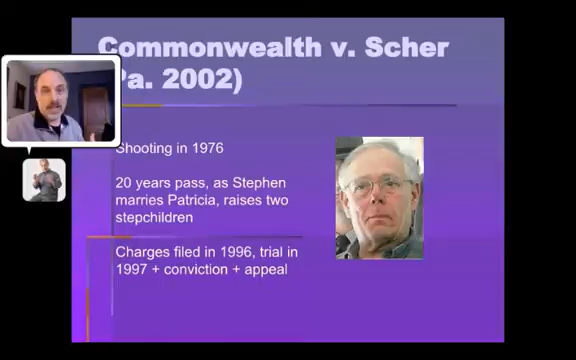 Commonwealth v. Scher
Pa. 2002)
Shooting in 1976
20 years pass, as Stephen
marries Patricia, raises two
stepchildren
Charges filed in 1996, trial in
1997 + conviction + appeal